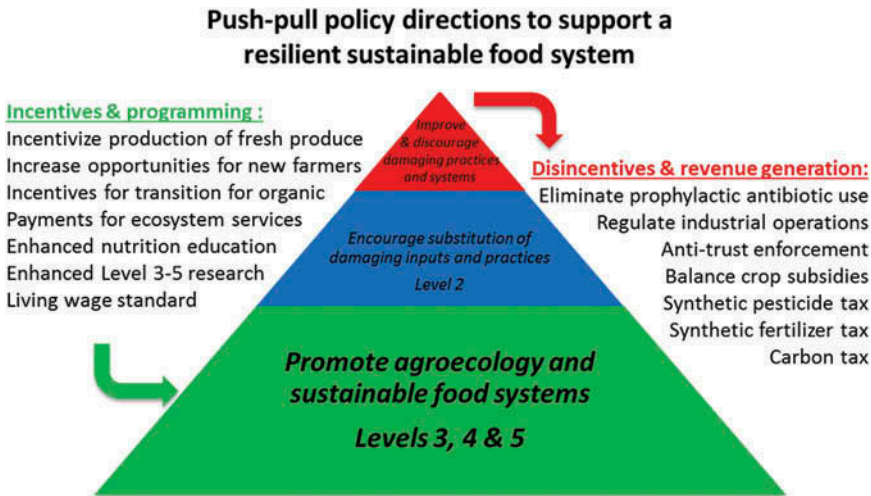 Push-pull policy directions to support a
resilient sustainable food system
Incentives & programming :
Incentivize production of fresh produce
Increase opportunities for new farmers
Incentives for transition for organic
Payments for ecosystem services
Enhanced nutrition education
Enhanced Level 3-5 research
Living wage standard
Improve
& discourage
damaging practices
and systems
Encourage substitution of
damaging inputs and practices
Level 2
Promote agroecology and
sustainable food systems
Levels 3, 4 & 5
Disincentives & revenue generation:
Eliminate prophylactic antibiotic use
Regulate industrial operations
Anti-trust enforcement
Balance crop subsidies
Synthetic pesticide tax
Synthetic fertilizer tax
Carbon tax